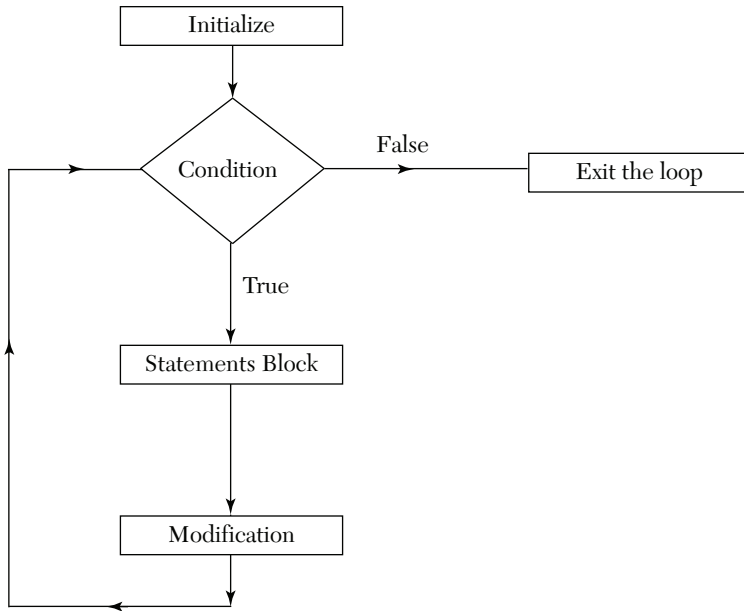 Initialize
False
Condition
Exit the loop
True
Statements Block
Modification